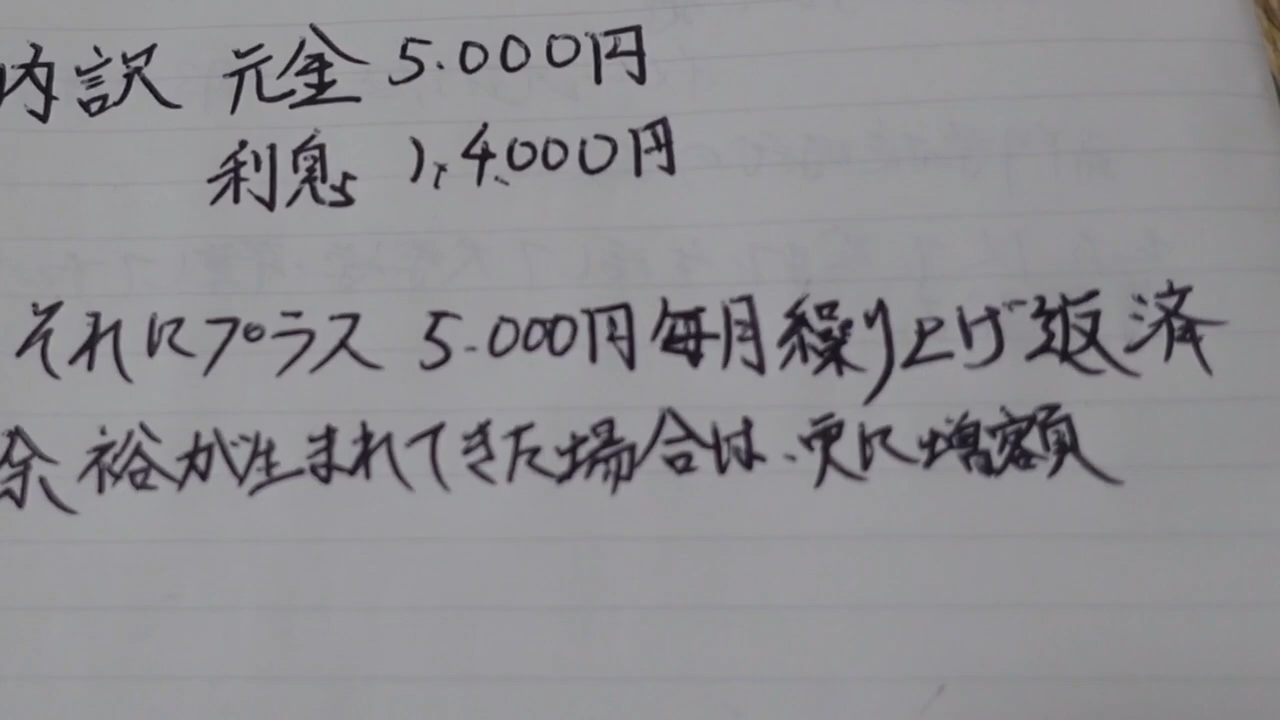 内訳 元金 5.000円
利息 1,4.000円
それにプラス 5.000円毎月繰り上げ返済
余裕が生まれてきた場合は、更に増額